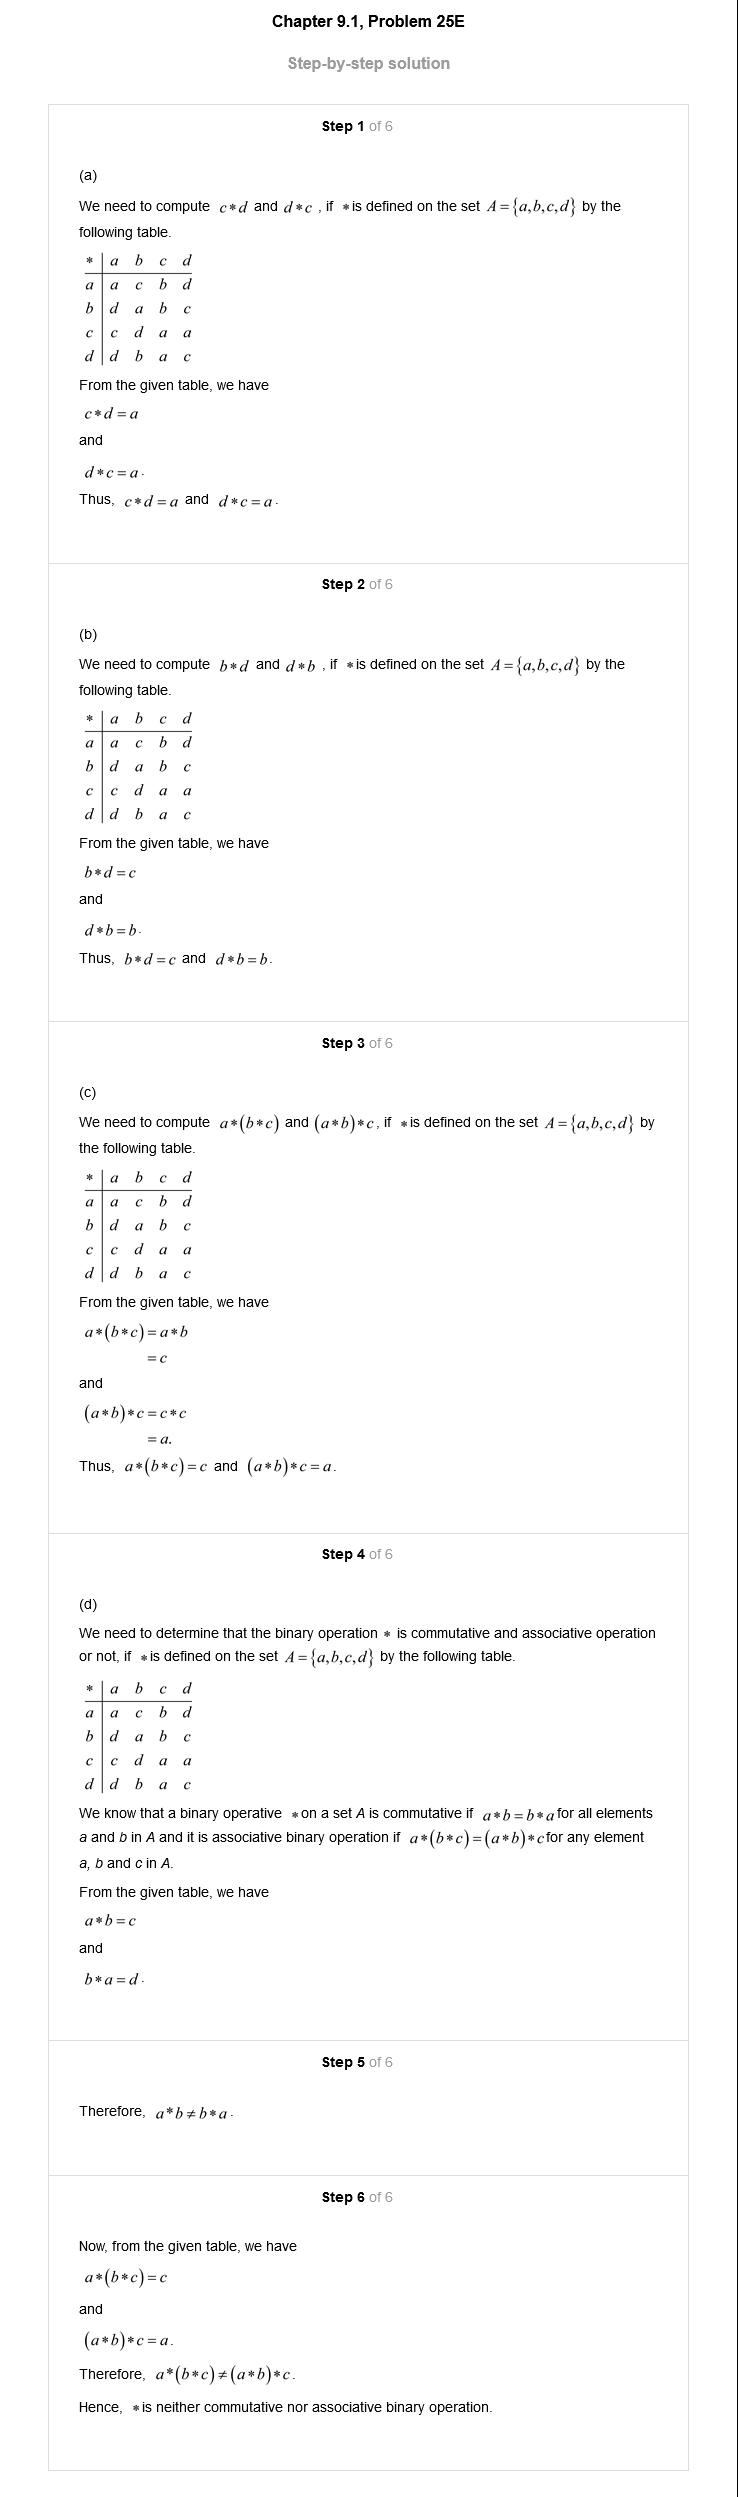 Chapter 9.1, Problem 25E
Step-by-step solution
Step 1 of 6
(a)
We need to compute c*d and d*c , if *is defined on the set A={a,b,c,d} by the
following table.
* | a b c d
a | a c b d
b | d a b c
c | c d a a
d | d b a c
From the given table, we have
c*d=a
and
d*c=a.
Thus, c*d=a and d*c=a.
Step 2 of 6
(b)
We need to compute b*d and d*b , if *is defined on the set A={a,b,c,d} by the
following table.
* | a b c d
a | a c b d
b | d a b c
c | c d a a
d | d b a c
From the given table, we have
b*d=c
and
d*b=b.
Thus, b*d=c and d*b=b.
Step 3 of 6
(c)
We need to compute a*(b*c) and (a*b)*c, if *is defined on the set A={a,b,c,d} by
the following table.
* | a b c d
a | a c b d
b | d a b c
c | c d a a
d | d b a c
From the given table, we have
a*(b*c)=a*b
=c
and
(a*b)*c=c*c
=a.
Thus, a*(b*c)=c and (a*b)*c=a.
Step 4 of 6
(d)
We need to determine that the binary operation * is commutative and associative operation
or not, if *is defined on the set A={a,b,c,d} by the following table.
* | a b c d
a | a c b d
b | d a b c
c | c d a a
d | d b a c
We know that a binary operative *on a set A is commutative if a*b=b*a for all elements
a and b in A and it is associative binary operation if a*(b*c)=(a*b)*c for any element
a, b and c in A.
From the given table, we have
a*b=c
and
b*a=d.
Step 5 of 6
Therefore, a*b≠b*a.
Step 6 of 6
Now, from the given table, we have
a*(b*c)=c
and
(a*b)*c=a.
Therefore, a*(b*c)≠(a*b)*c.
Hence, *is neither commutative nor associative binary operation.